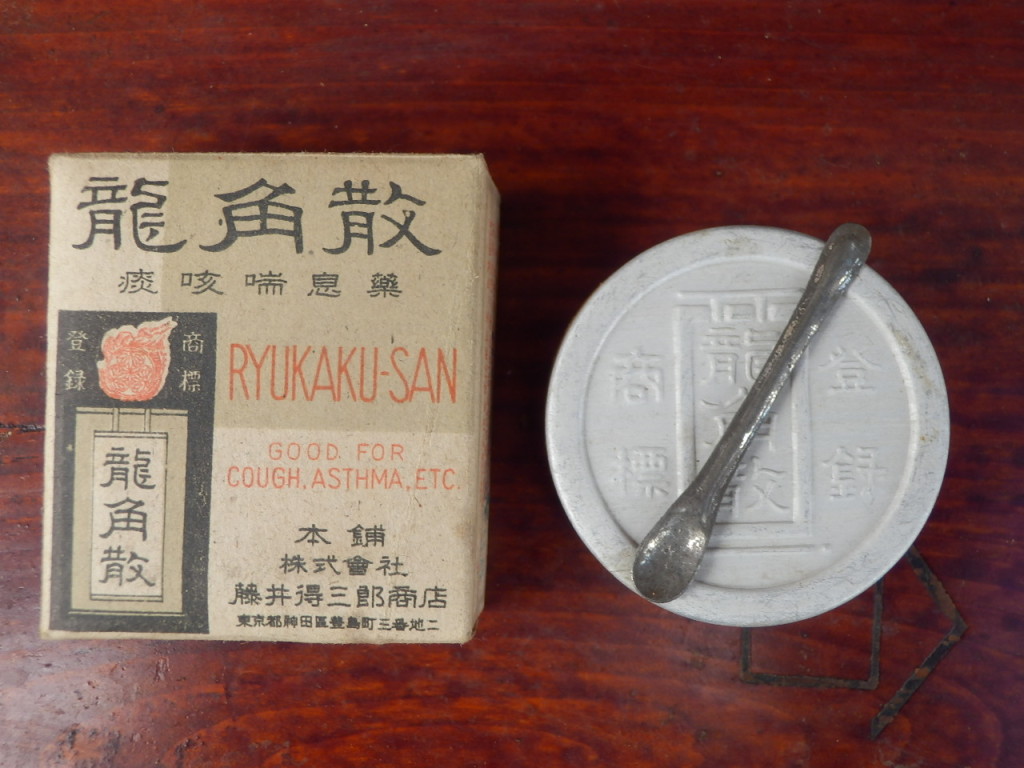 龍角散
痰咳喘息藥
登録
商標
龍角散
RYUKAKU-SAN
GOOD FOR
COUGH, ASTHMA, ETC.
本舗
株式會社
藤井得三郎商店
東京都神田區豊島町三番地二
登録
龍角散
商標